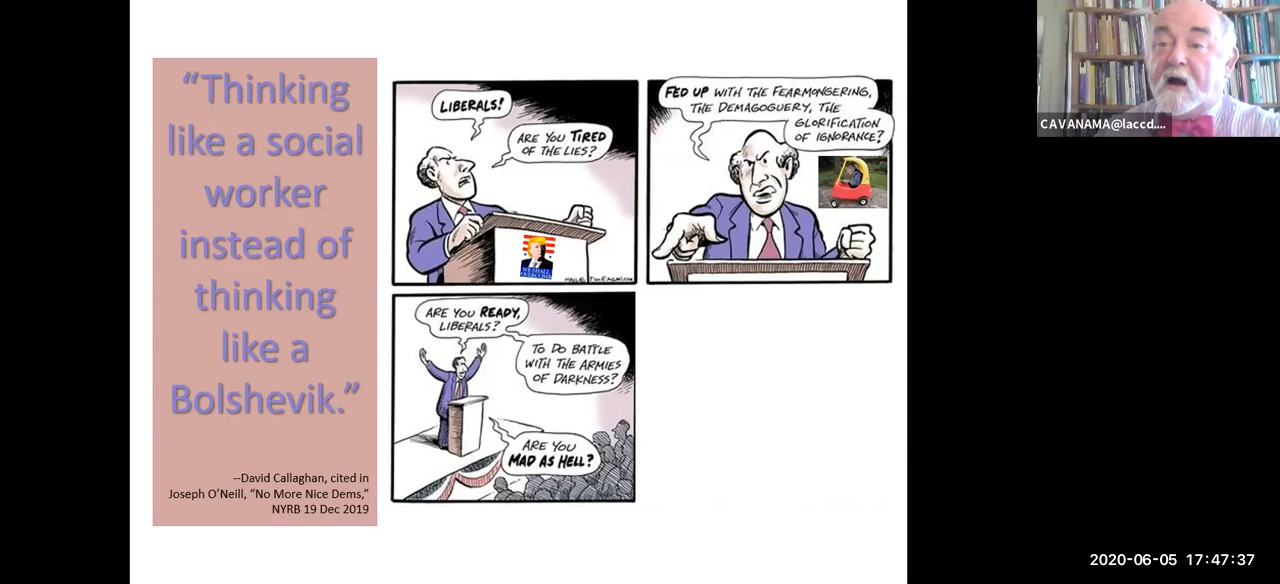 “Thinking
like a social
worker
instead of
thinking
like a
Bolshevik.”
--David Callaghan, cited in
Joseph O’Neill, “No More Nice Dems,”
NYRB 19 Dec 2019
LIBERALS!
ARE YOU TIRED
OF THE LIES?
WE SHALL
OVERCOMB
FED UP WITH THE FEARMONGERING,
THE DEMAGOGUERY, THE
GLORIFICATION
OF IGNORANCE?
ARE YOU READY,
LIBERALS?
TO DO BATTLE
WITH THE ARMIES
OF DARKNESS?
ARE YOU
MAD AS HELL?
CAVANAMA@laccd....
2020-06-05 17:47:37